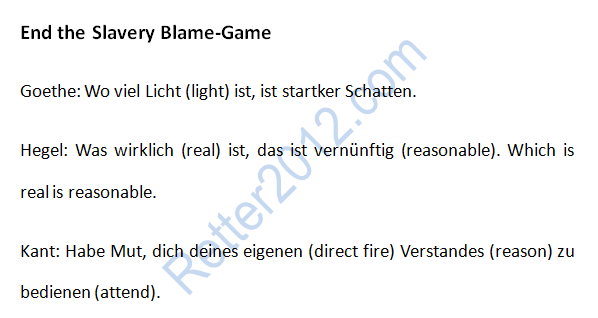 End the Slavery Blame-Game
Goethe: Wo viel Licht (light) ist, ist startker Schatten.
Hegel: Was wirklich (real) ist, das ist vernünftig (reasonable). Which is
real is reasonable.
Kant: Habe Mut, dich deines eigenen (direct fire) Verstandes (reason) zu
bedienen (attend).
Retter2012.com